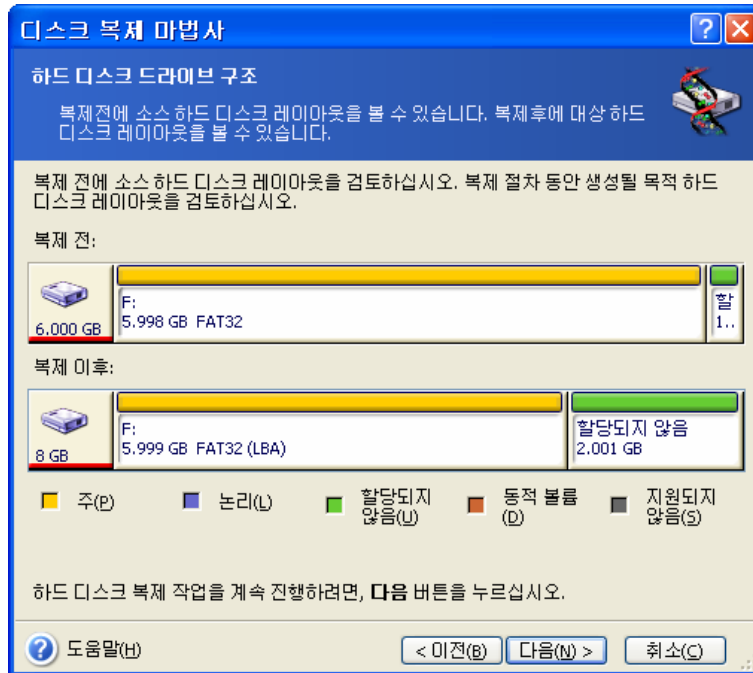 디스크 복제 마법사
하드 디스크 드라이브 구조
복제전에 소스 하드 디스크 레이아웃을 볼 수 있습니다. 복제후에 대상 하드
디스크 레이아웃을 볼 수 있습니다.
복제 전에 소스 하드 디스크 레이아웃을 검토하십시오. 복제 절차 동안 생성될 목적 하드
디스크 레이아웃을 검토하십시오.
복제 전:
6.000 GB
F:
5.998 GB FAT32
할
1..
복제 이후:
8 GB
F:
5.999 GB FAT32 (LBA)
할당되지 않음
2.001 GB
주(P)
논리(L)
할당되지
않음(U)
동적 볼륨
(D)
지원되지
않음(S)
하드 디스크 복제 작업을 계속 진행하려면, 다음 버튼을 누르십시오.
도움말(H)
< 이전(B)
다음(N) >
취소(C)